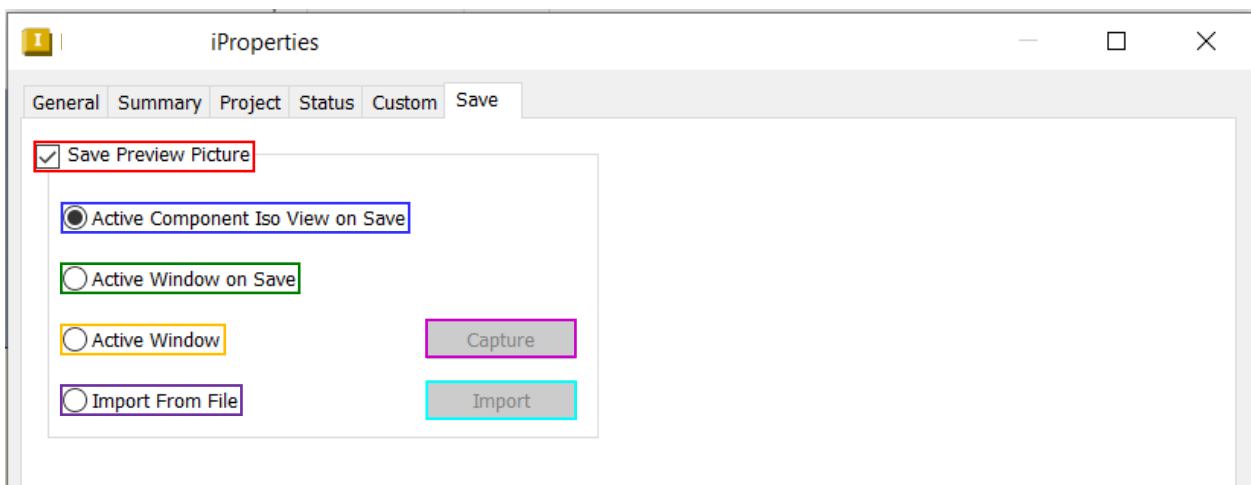 iProperties
General Summary Project Status Custom Save
Save Preview Picture
Active Component Iso View on Save
Active Window on Save
Active Window Capture
Import From File Import